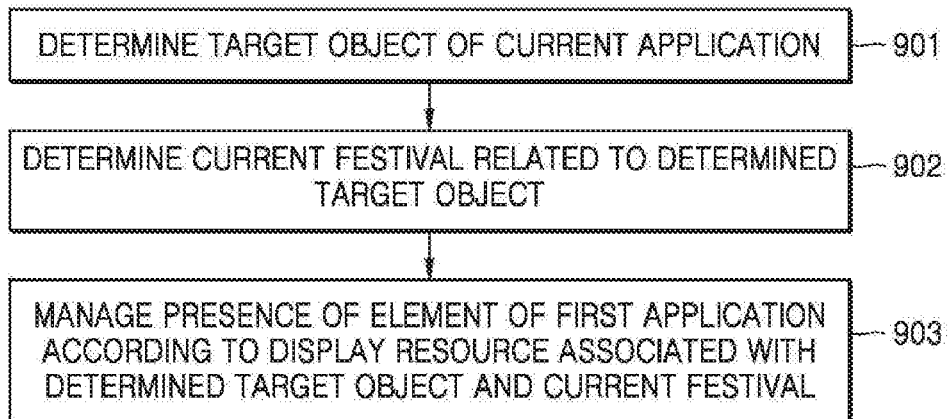 DETERMINE TARGET OBJECT OF CURRENT APPLICATION
901
DETERMINE CURRENT FESTIVAL RELATED TO DETERMINED
TARGET OBJECT
902
MANAGE PRESENCE OF ELEMENT OF FIRST APPLICATION
ACCORDING TO DISPLAY RESOURCE ASSOCIATED WITH
DETERMINED TARGET OBJECT AND CURRENT FESTIVAL
903